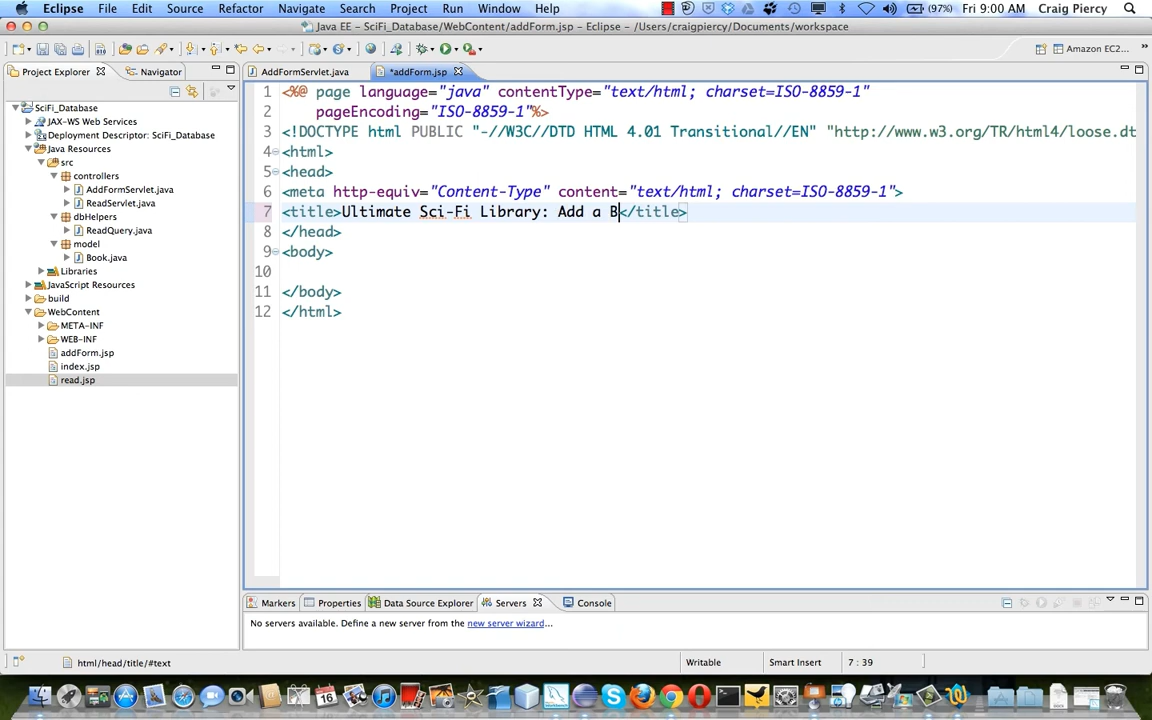 Eclipse File Edit Source Refactor Navigate Search Project Run Window Help (97%) Fri 9:00 AM Craig Piercy
Java EE – SciFi_Database/WebContent/addForm.jsp – Eclipse – /Users/craigpiercy/Documents/workspace
Amazon EC2...
Project Explorer Navigator
AddFormServlet.java *addForm.jsp
SciFi_Database
JAX-WS Web Services
Deployment Descriptor: SciFi_Database
Java Resources
src
controllers
AddFormServlet.java
ReadServlet.java
dbHelpers
ReadQuery.java
model
Book.java
Libraries
JavaScript Resources
build
WebContent
META-INF
WEB-INF
addForm.jsp
index.jsp
read.jsp
1 <%@ page language="java" contentType="text/html; charset=ISO-8859-1"
2 pageEncoding="ISO-8859-1"%>
3 <!DOCTYPE html PUBLIC "-//W3C//DTD HTML 4.01 Transitional//EN" "http://www.w3.org/TR/html4/loose.dt
4 <html>
5 <head>
6 <meta http-equiv="Content-Type" content="text/html; charset=ISO-8859-1">
7 <title>Ultimate Sci-Fi Library: Add a B</title>
8 </head>
9 <body>
10
11 </body>
12 </html>
Markers Properties Data Source Explorer Servers Console
No servers available. Define a new server from the new server wizard...
html/head/title/#text Writable Smart Insert 7 : 39